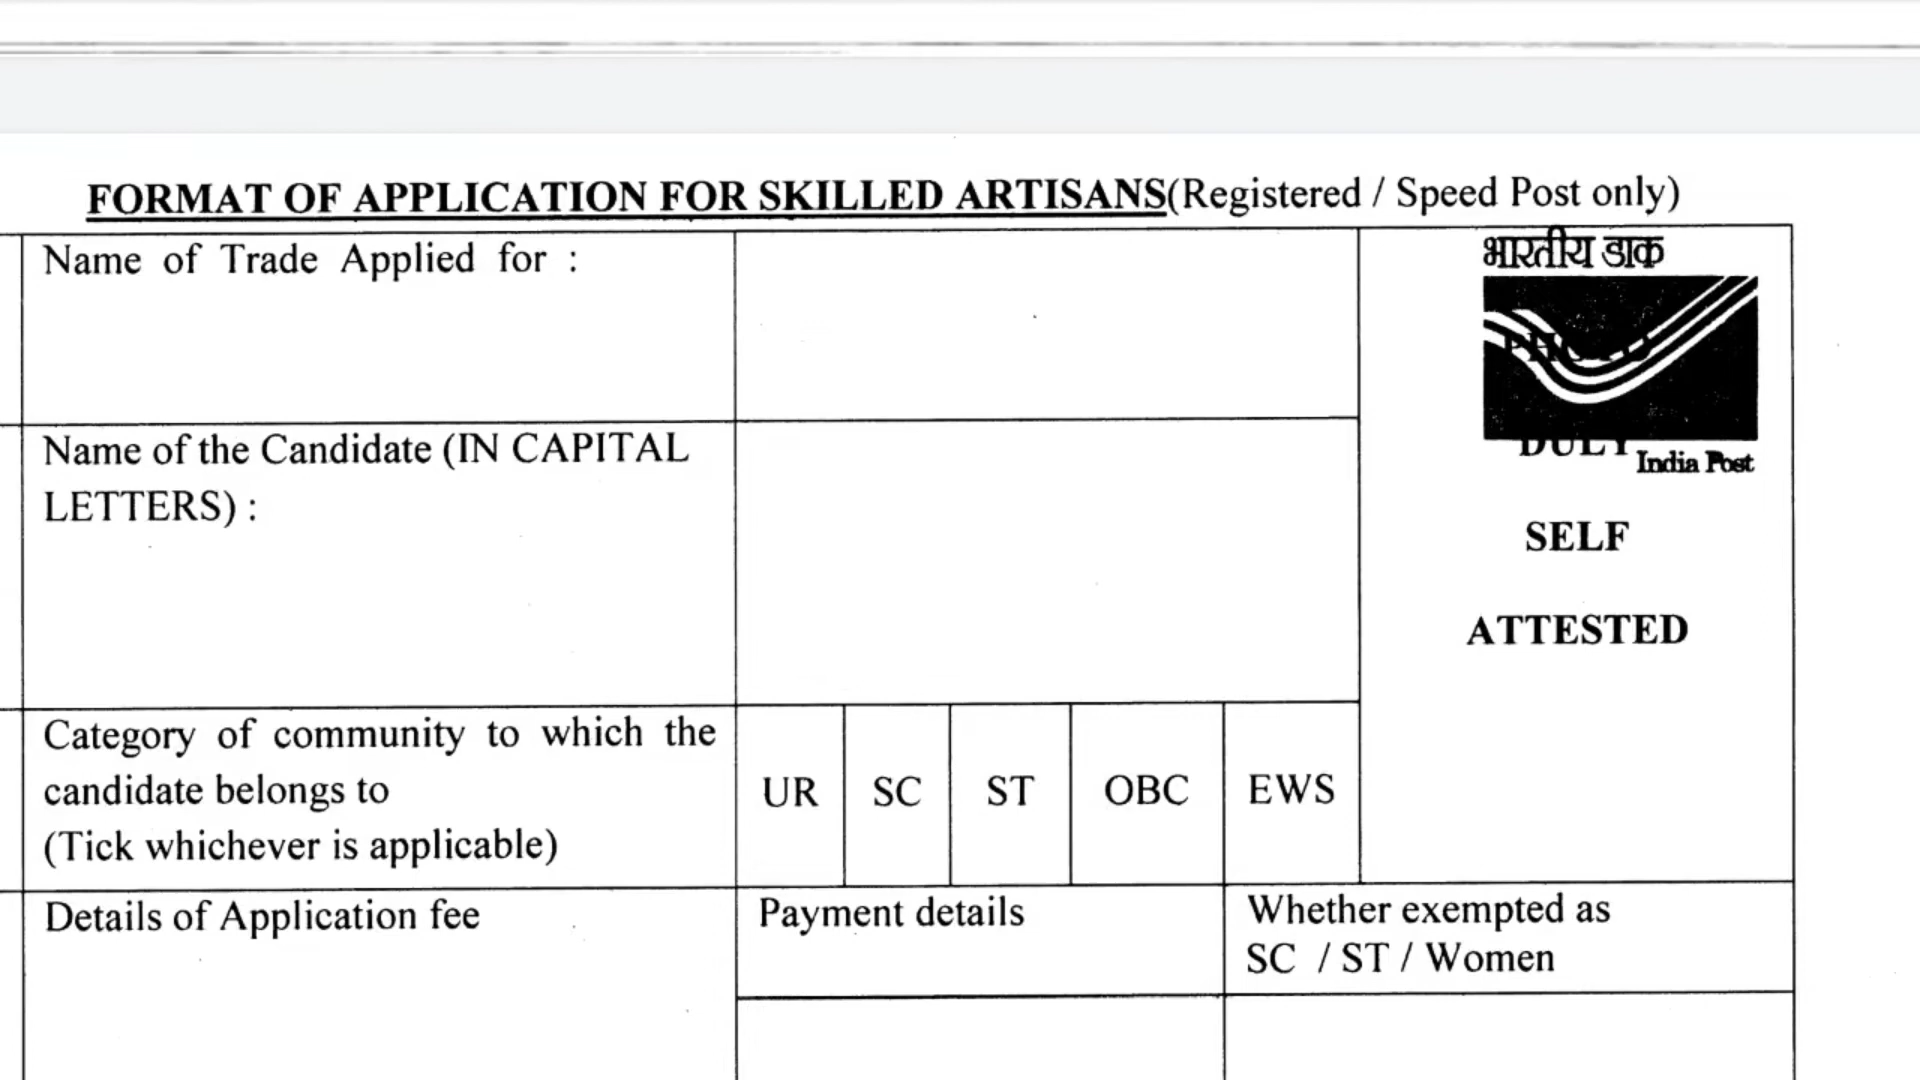 FORMAT OF APPLICATION FOR SKILLED ARTISANS(Registered / Speed Post only)
Name of Trade Applied for :
भारतीय डाक
PHOTO
DULY
India Post
SELF
ATTESTED
Name of the Candidate (IN CAPITAL
LETTERS) :
Category of community to which the
candidate belongs to
(Tick whichever is applicable)
UR SC ST OBC EWS
Details of Application fee
Payment details
Whether exempted as
SC / ST / Women